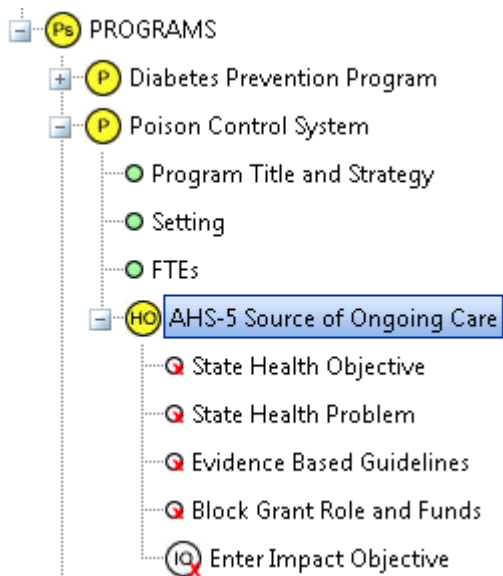 Ps PROGRAMS
P Diabetes Prevention Program
P Poison Control System
Program Title and Strategy
Setting
FTEs
HO AHS-5 Source of Ongoing Care
State Health Objective
State Health Problem
Evidence Based Guidelines
Block Grant Role and Funds
IO Enter Impact Objective